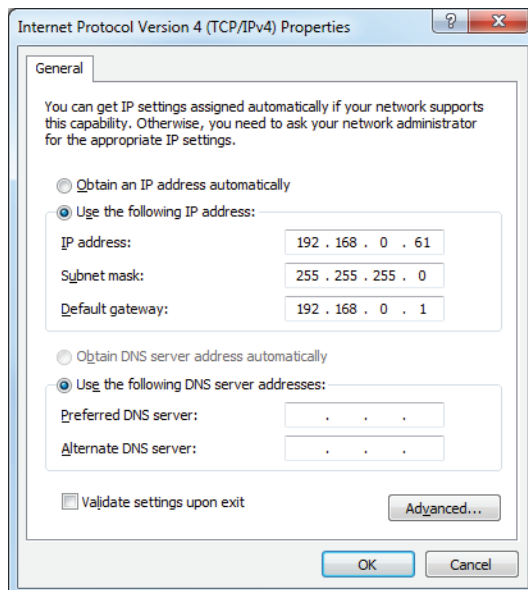 Internet Protocol Version 4 (TCP/IPv4) Properties
General
You can get IP settings assigned automatically if your network supports
this capability. Otherwise, you need to ask your network administrator
for the appropriate IP settings.
Obtain an IP address automatically
Use the following IP address:
IP address: 192 . 168 . 0 . 61
Subnet mask: 255 . 255 . 255 . 0
Default gateway: 192 . 168 . 0 . 1
Obtain DNS server address automatically
Use the following DNS server addresses:
Preferred DNS server: . . .
Alternate DNS server: . . .
Validate settings upon exit
Advanced...
OK Cancel